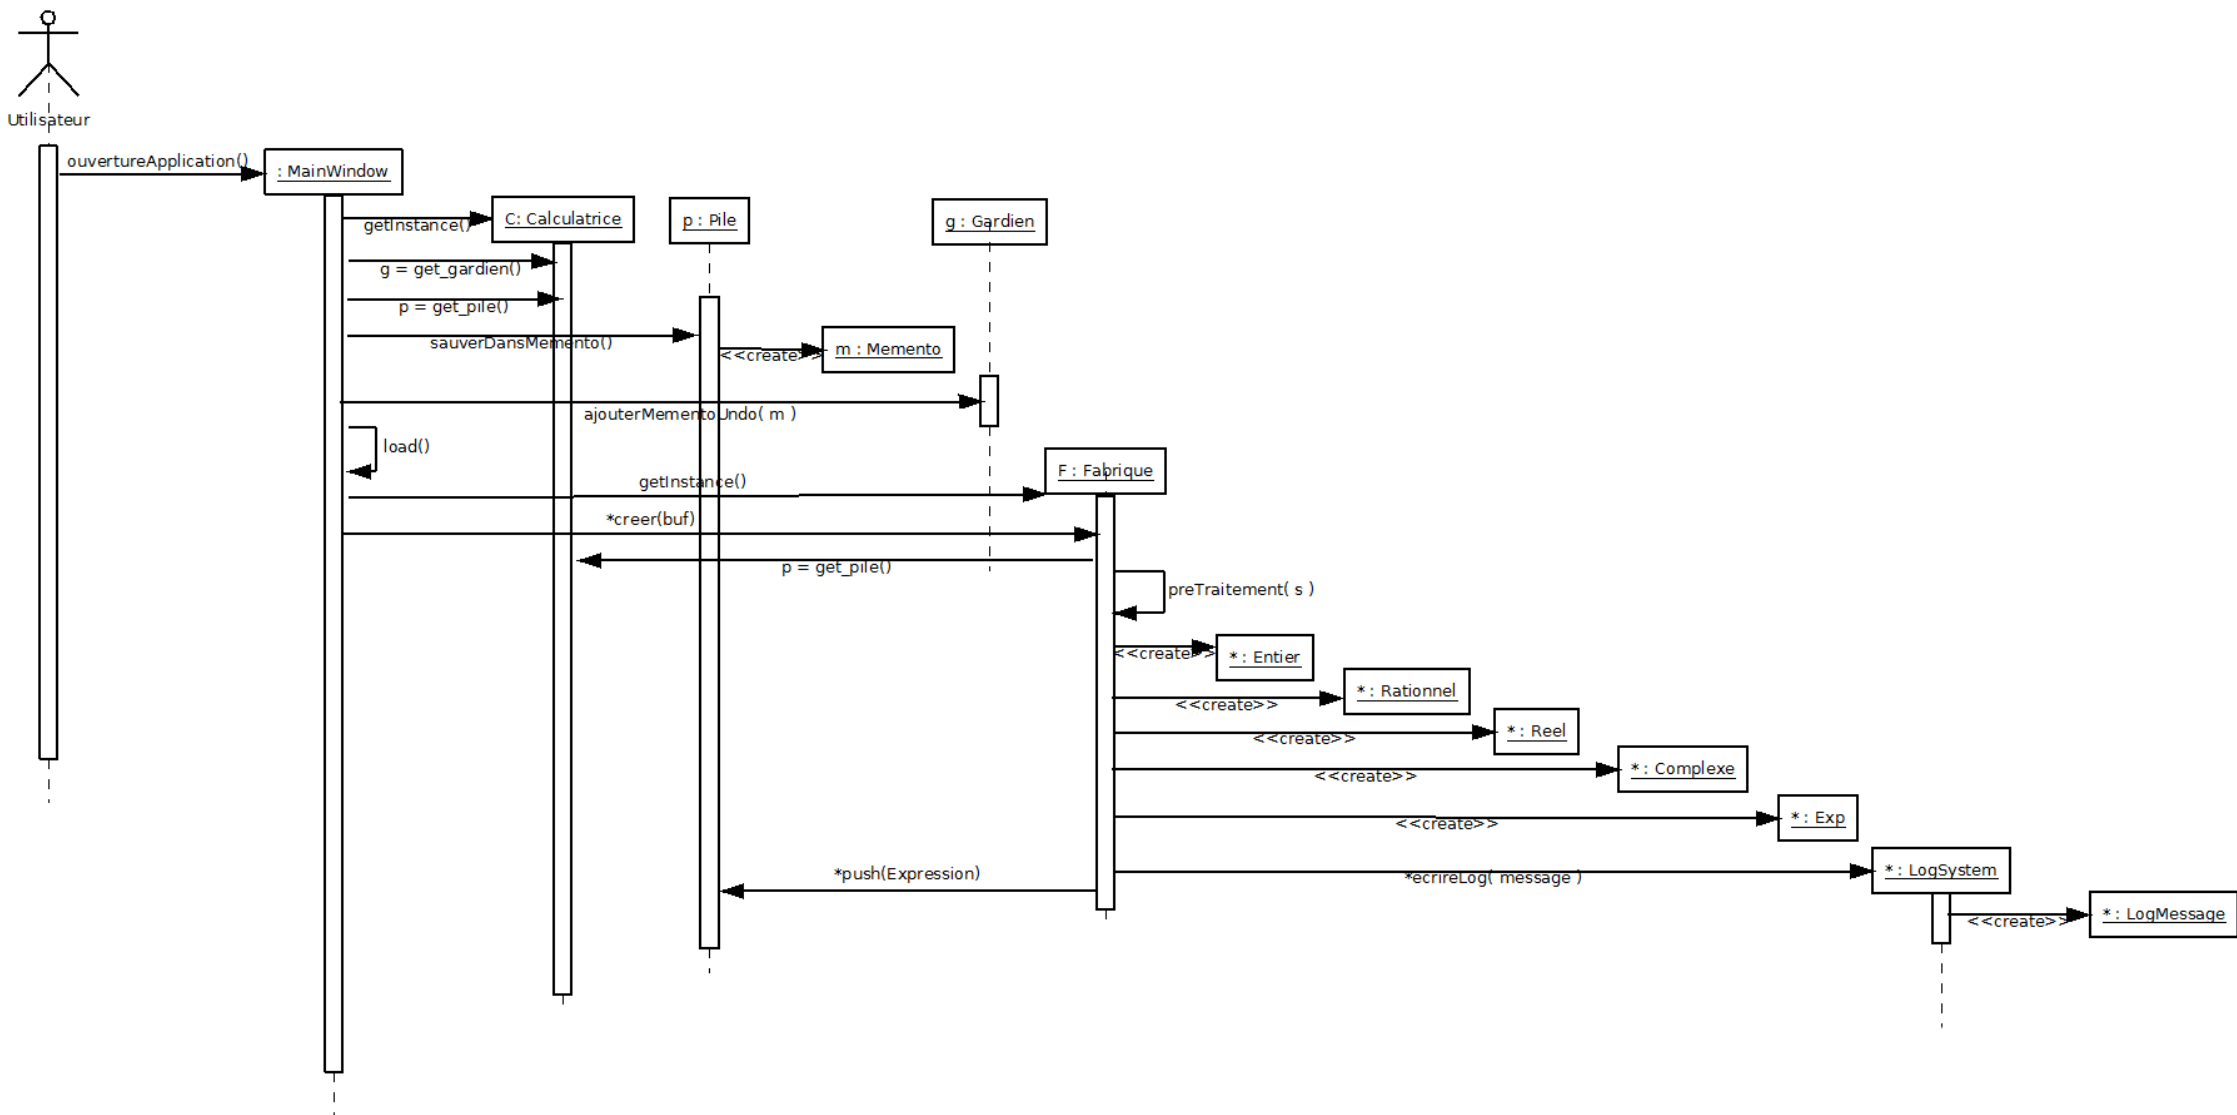 Utilisateur
ouvertureApplication()
: MainWindow
getInstance()
C: Calculatrice
p : Pile
g : Gardien
g = get_gardien()
p = get_pile()
sauverDansMemento()
<<create>>
m : Memento
ajouterMementoUndo( m )
load()
F : Fabrique
getInstance()
*creer(buf)
p = get_pile()
preTraitement( s )
<<create>>
* : Entier
<<create>>
* : Rationnel
<<create>>
* : Reel
<<create>>
* : Complexe
<<create>>
* : Exp
*push(Expression)
*ecrireLog( message )
* : LogSystem
<<create>>
* : LogMessage